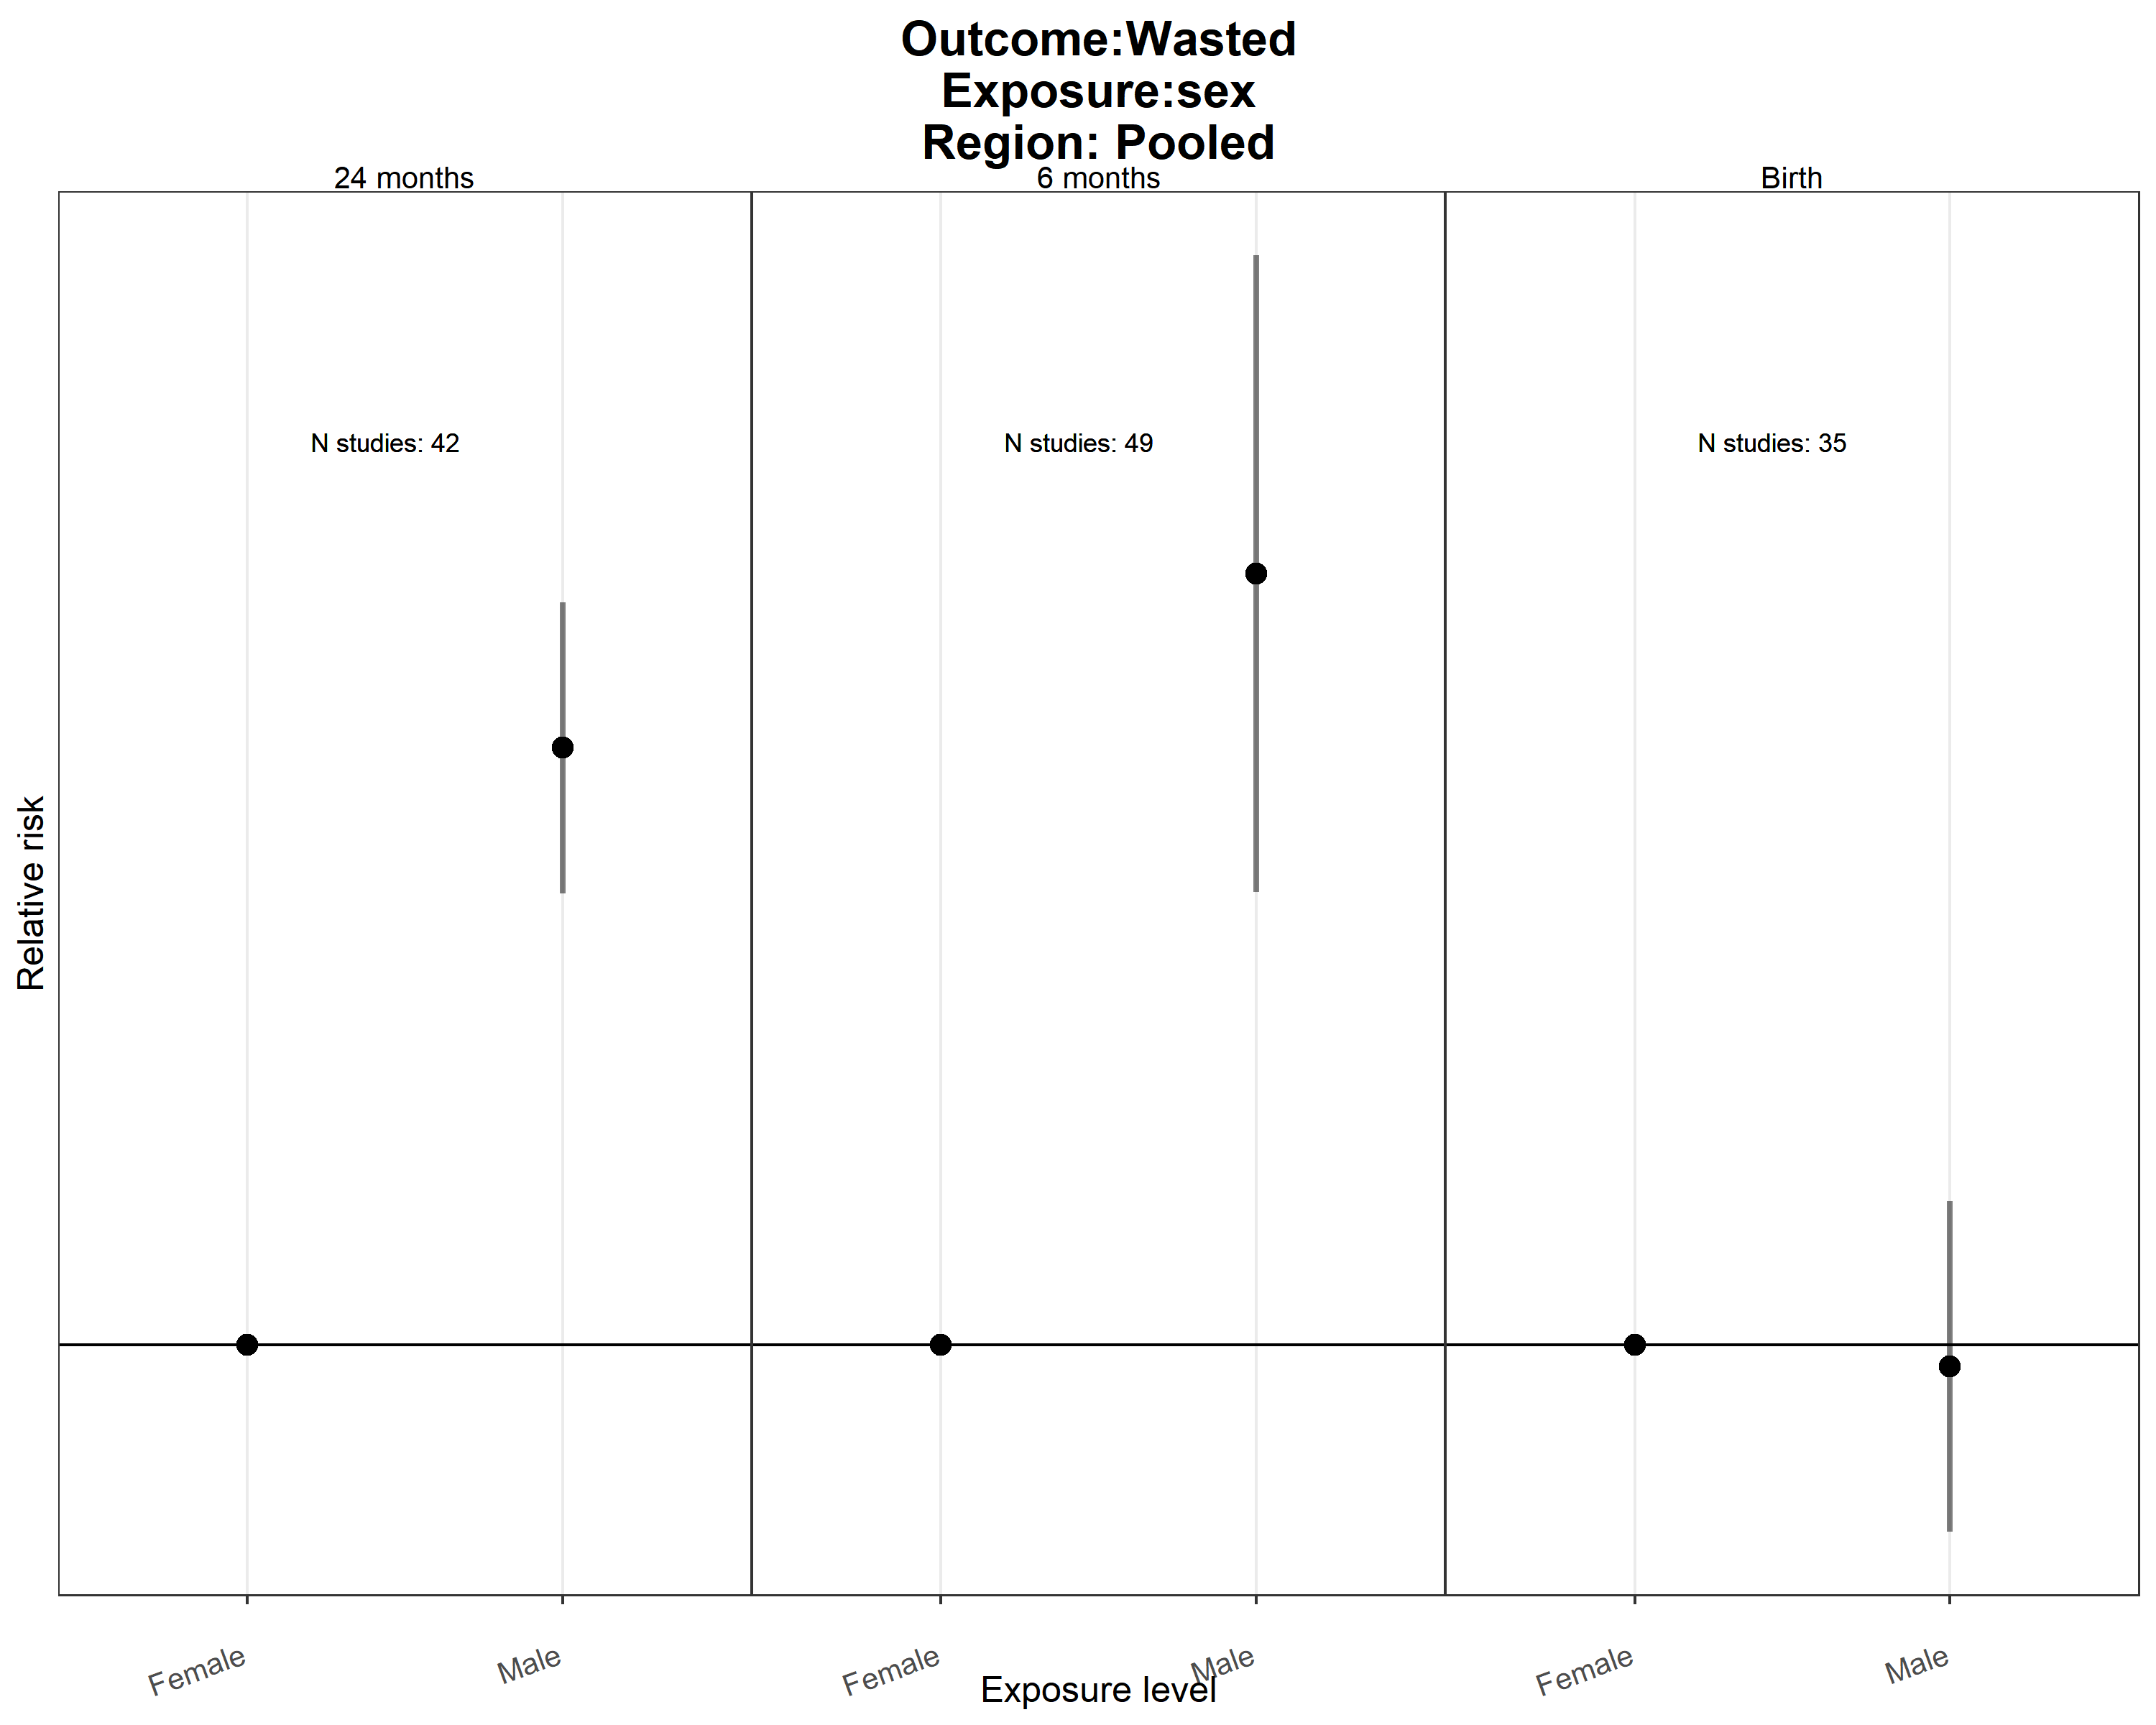 Outcome:Wasted
Exposure:sex
Region: Pooled
24 months
6 months
Birth
N studies: 42
N studies: 49
N studies: 35
Relative risk
Female
Male
Female
Male
Female
Male
Exposure level